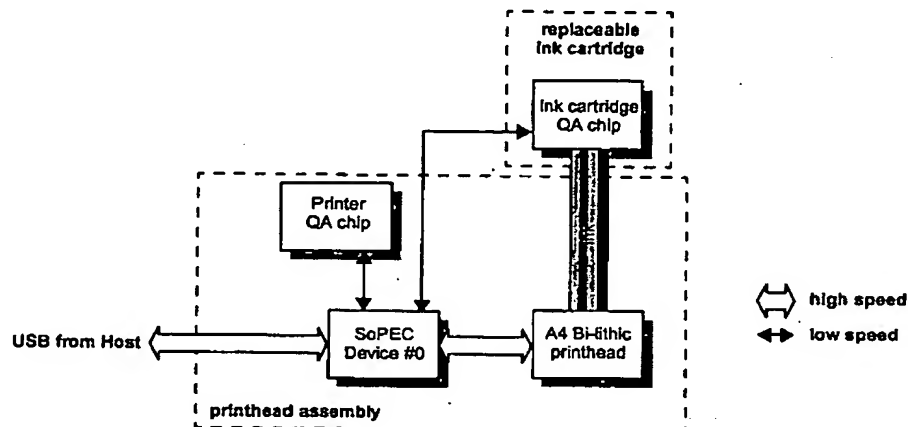 replaceable
ink cartridge
Ink cartridge
QA chip
Printer
QA chip
USB from Host
SoPEC
Device #0
A4 Bi-lithic
printhead
high speed
low speed
printhead assembly